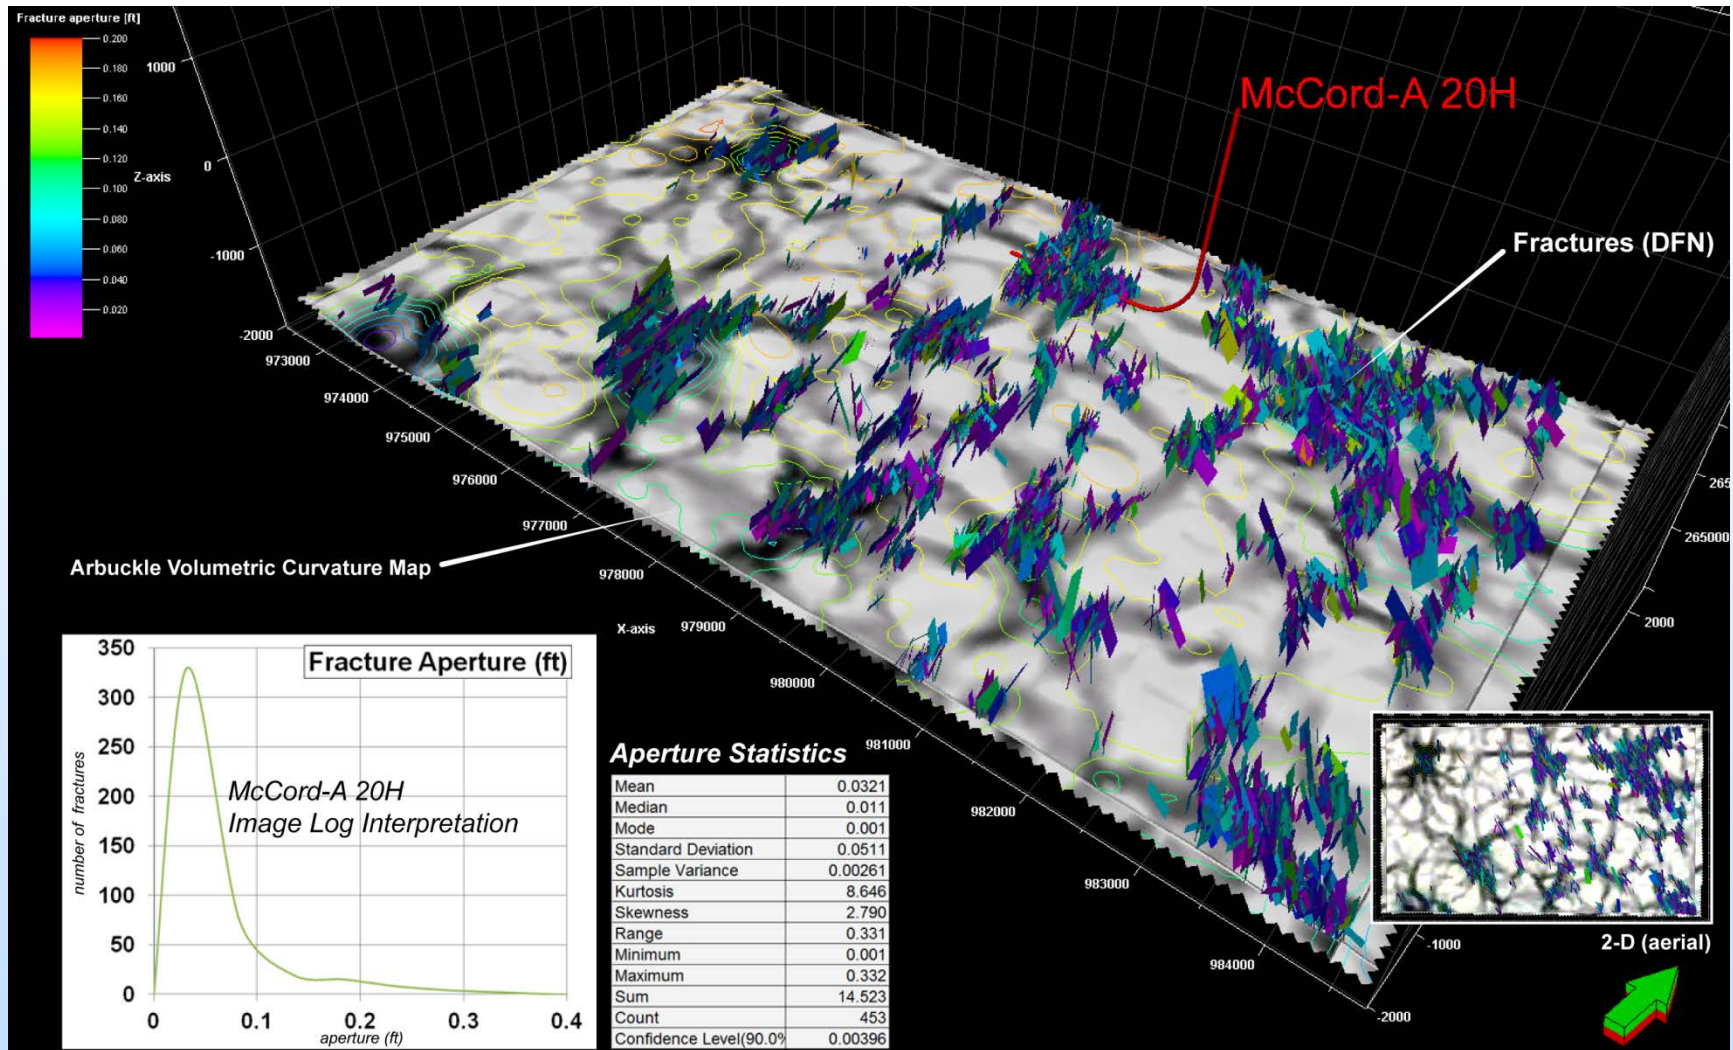 Fracture aperture [ft]
0.200
0.180
0.160
0.140
0.120
0.100
0.080
0.060
0.040
0.020
1000
0
Z-axis
-1000
-2000
973000
974000
975000
976000
977000
978000
X-axis
979000
980000
981000
982000
983000
984000
McCord-A 20H
Fractures (DFN)
265000
2000
-1000
-2000
Arbuckle Volumetric Curvature Map
Fracture Aperture (ft)
350
300
250
200
150
100
50
0
number of fractures
McCord-A 20H
Image Log Interpretation
0
0.1
0.2
0.3
0.4
aperture (ft)
Aperture Statistics
Mean 0.0321
Median 0.011
Mode 0.001
Standard Deviation 0.0511
Sample Variance 0.00261
Kurtosis 8.646
Skewness 2.790
Range 0.331
Minimum 0.001
Maximum 0.332
Sum 14.523
Count 453
Confidence Level(90.0% 0.00396
2-D (aerial)